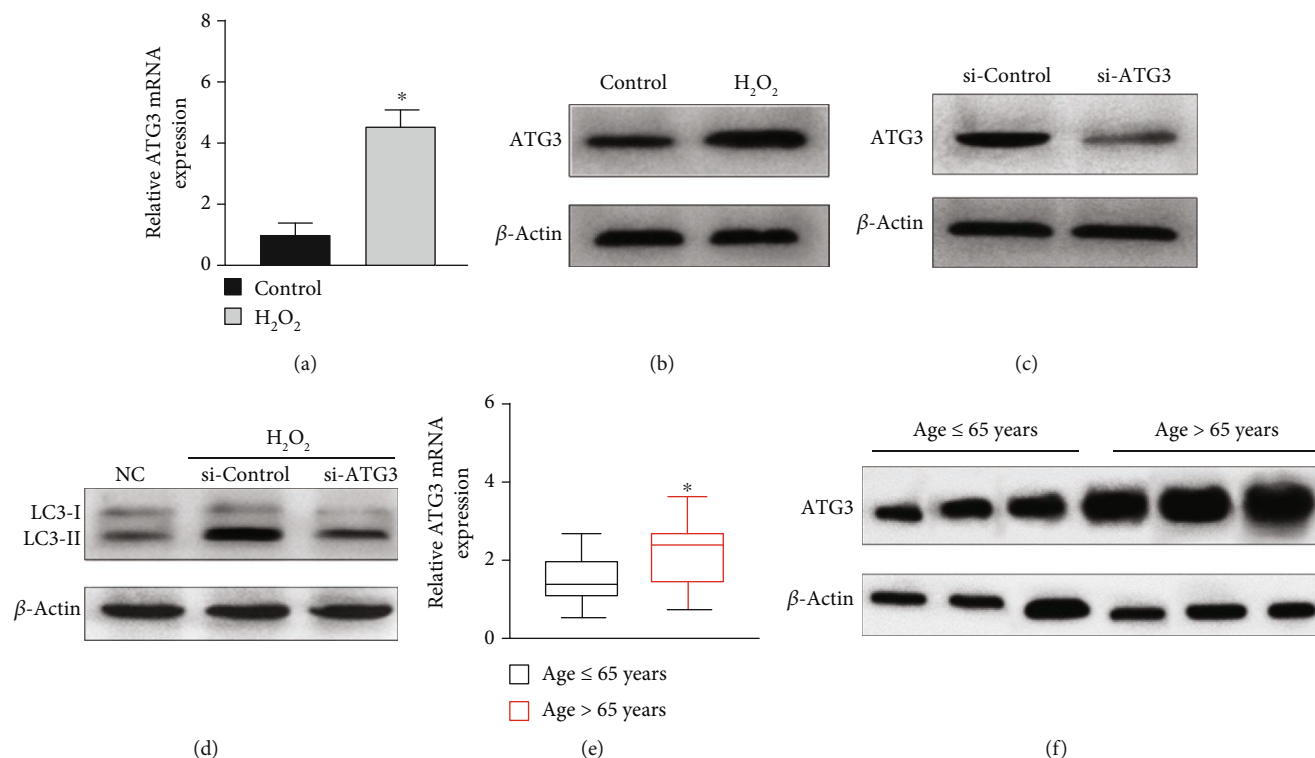 Relative ATG3 mRNA
expression
8
6
4
2
0
*
Control
H₂O₂
(a)
Control H₂O₂
ATG3
β-Actin
(b)
si-Control si-ATG3
ATG3
β-Actin
(c)
H₂O₂
NC si-Control si-ATG3
LC3-I
LC3-II
β-Actin
(d)
Relative ATG3 mRNA
expression
6
4
2
0
*
Age ≤ 65 years
Age > 65 years
(e)
Age ≤ 65 years Age > 65 years
ATG3
β-Actin
(f)